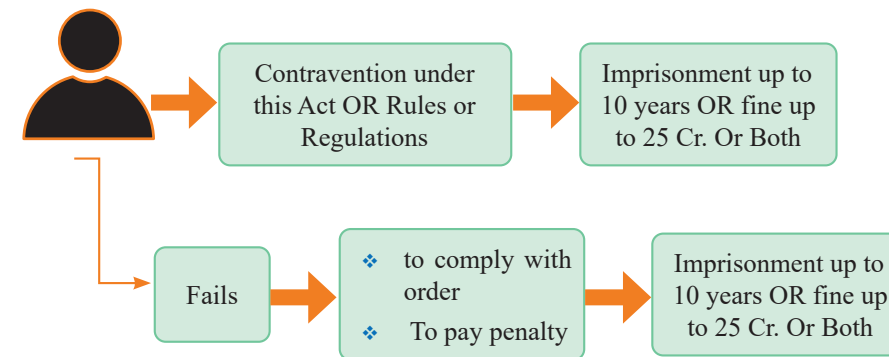 Contravention under
this Act OR Rules or
Regulations
Imprisonment up to
10 years OR fine up
to 25 Cr. Or Both
Fails
❖ to comply with
order
❖ To pay penalty
Imprisonment up to
10 years OR fine up
to 25 Cr. Or Both